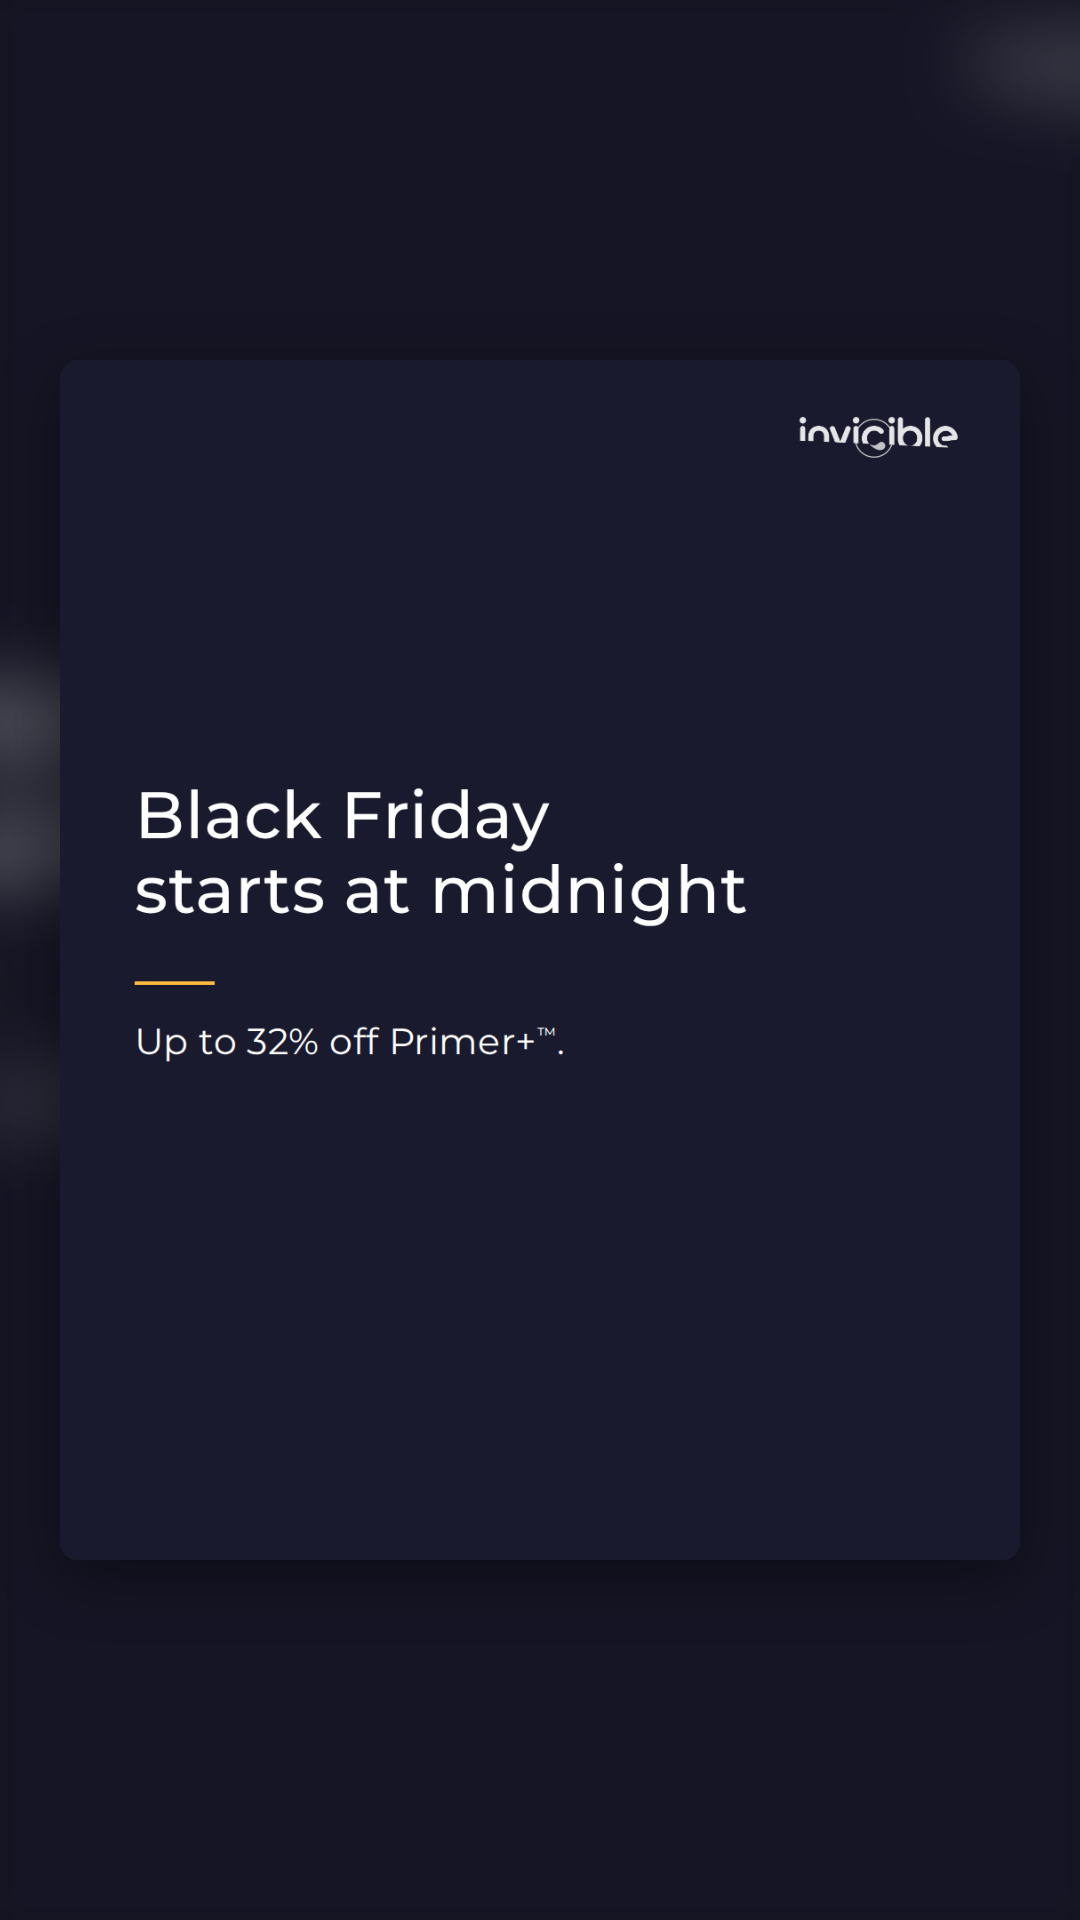 invicible
Black Friday
starts at midnight
Up to 32% off Primer+™.